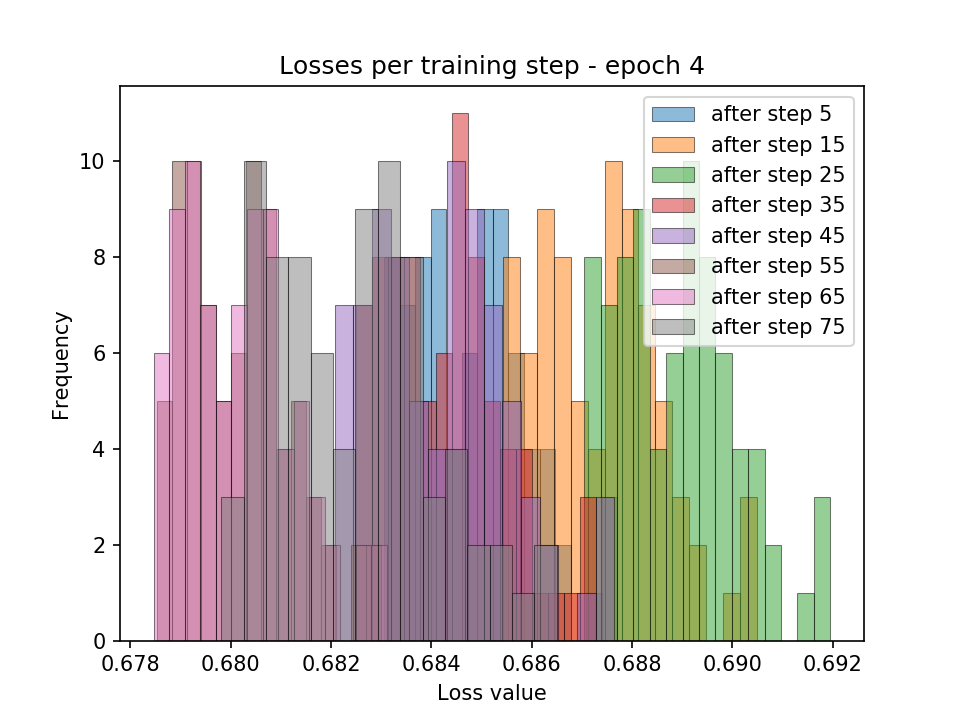 Losses per training step - epoch 4
Frequency
10
8
6
4
2
0
after step 5
after step 15
after step 25
after step 35
after step 45
after step 55
after step 65
after step 75
0.678 0.680 0.682 0.684 0.686 0.688 0.690 0.692
Loss value